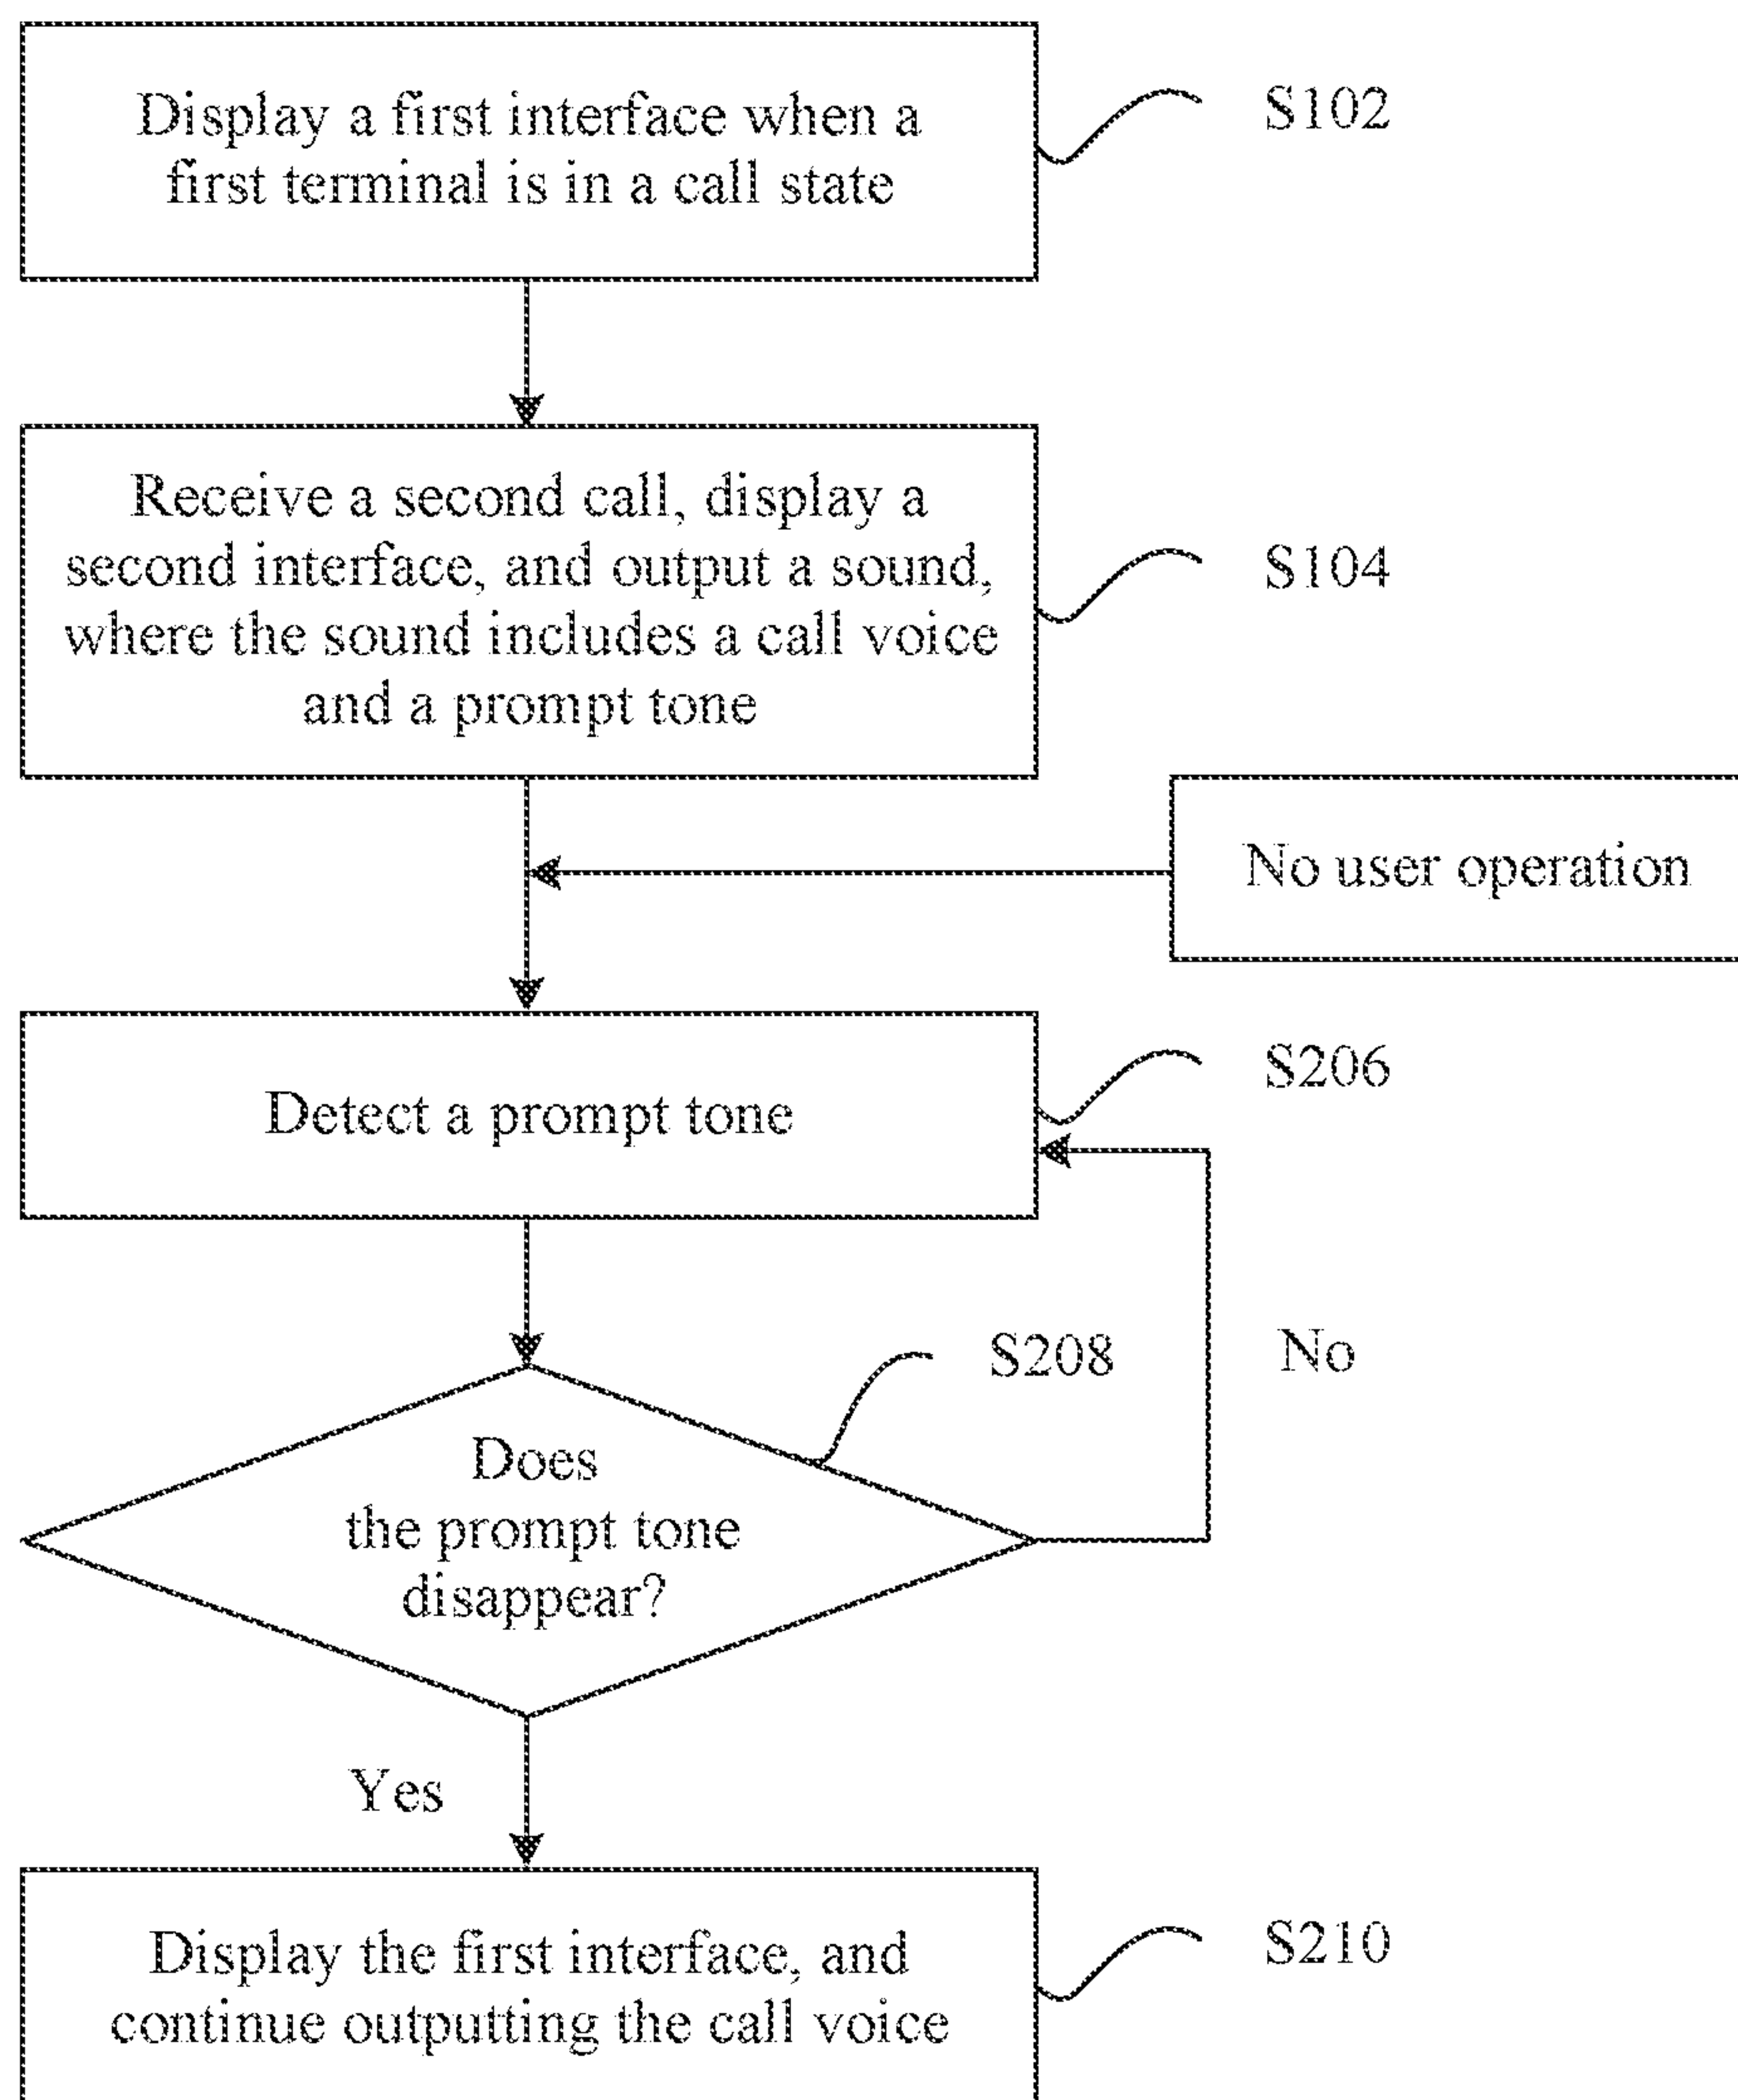 Display a first interface when a
first terminal is in a call state
S102
Receive a second call, display a
second interface, and output a sound,
where the sound includes a call voice
and a prompt tone
S104
No user operation
Detect a prompt tone
S206
Does
the prompt tone
disappear?
S208
No
Yes
Display the first interface, and
continue outputting the call voice
S210